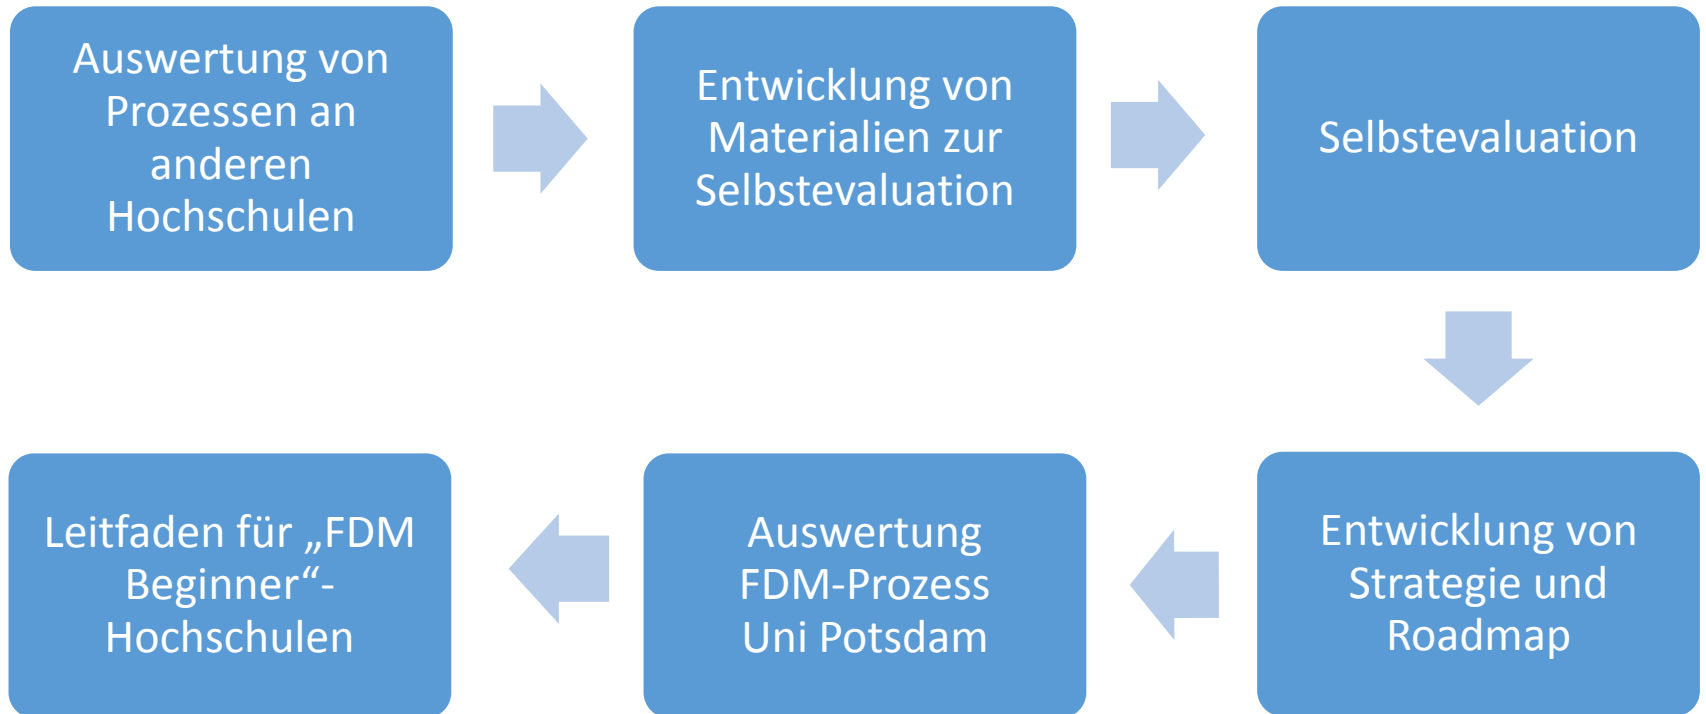 Auswertung von
Prozessen an
anderen
Hochschulen
Entwicklung von
Materialien zur
Selbstevaluation
Selbstevaluation
Entwicklung von
Strategie und
Roadmap
Auswertung
FDM-Prozess
Uni Potsdam
Leitfaden für „FDM
Beginner“-
Hochschulen